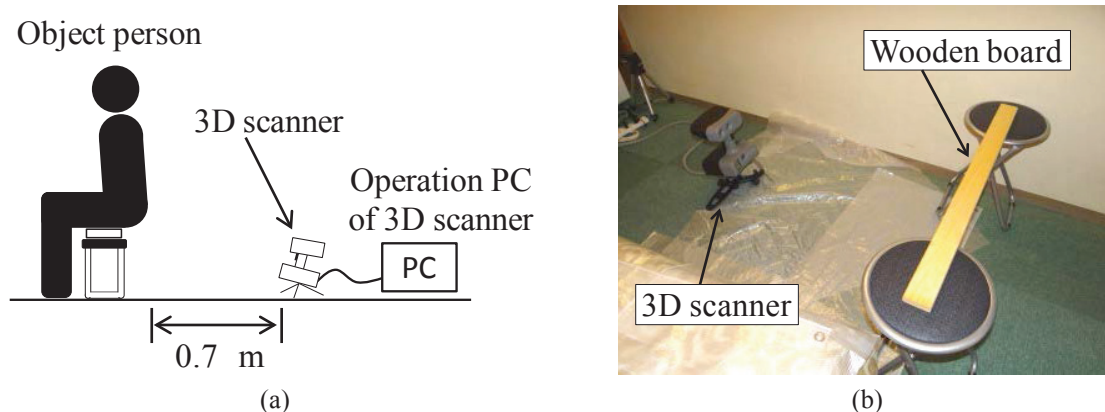 Object person
3D scanner
Operation PC
of 3D scanner
PC
0.7 m
(a)
Wooden board
3D scanner
(b)